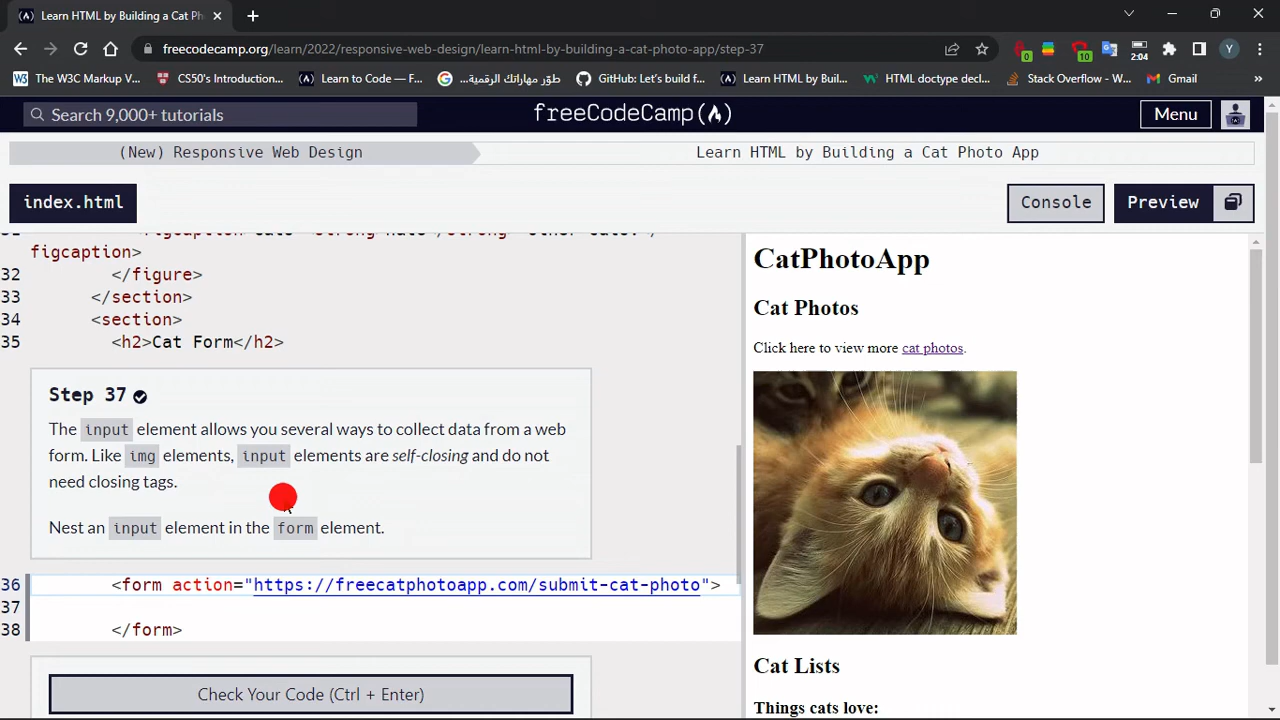 Learn HTML by Building a Cat Ph
freecodecamp.org/learn/2022/responsive-web-design/learn-html-by-building-a-cat-photo-app/step-37
0
10
2:04
Y
The W3C Markup V...
CS50's Introduction...
Learn to Code — F...
طوّر مهاراتك الرقمية...
GitHub: Let's build f...
Learn HTML by Buil...
HTML doctype decl...
Stack Overflow - W...
Gmail
»
Search 9,000+ tutorials
freeCodeCamp(🔥)
Menu
(New) Responsive Web Design
Learn HTML by Building a Cat Photo App
index.html
Console
Preview
figcaption>
32 </figure>
33 </section>
34 <section>
35 <h2>Cat Form</h2>
Step 37
The input element allows you several ways to collect data from a web
form. Like img elements, input elements are self-closing and do not
need closing tags.
Nest an input element in the form element.
36 <form action="https://freecatphotoapp.com/submit-cat-photo">
37
38 </form>
Check Your Code (Ctrl + Enter)
CatPhotoApp
Cat Photos
Click here to view more cat photos.
Cat Lists
Things cats love: